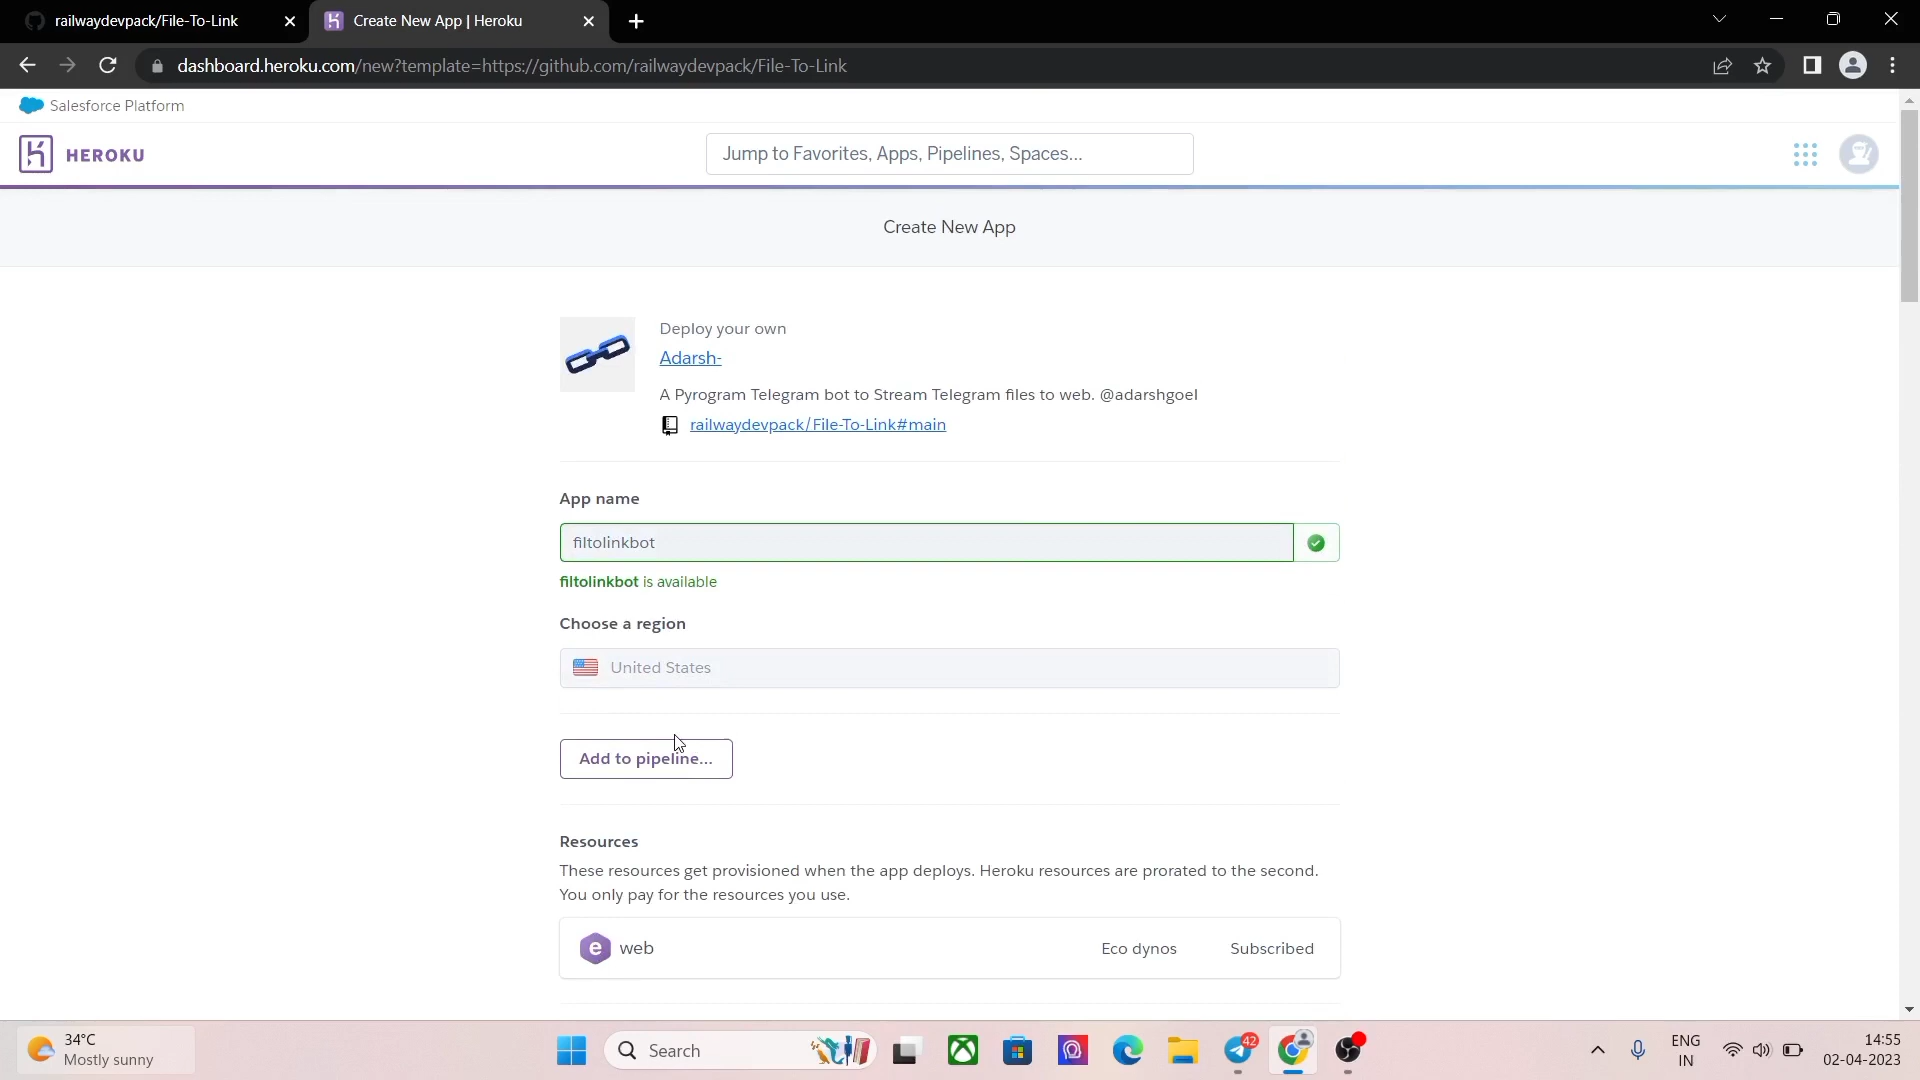 railwaydevpack/File-To-Link
Create New App | Heroku
dashboard.heroku.com/new?template=https://github.com/railwaydevpack/File-To-Link
Salesforce Platform
HEROKU
Jump to Favorites, Apps, Pipelines, Spaces...
Create New App
Deploy your own
Adarsh-
A Pyrogram Telegram bot to Stream Telegram files to web. @adarshgoel
railwaydevpack/File-To-Link#main
App name
filtolinkbot
filtolinkbot is available
Choose a region
United States
Add to pipeline...
Resources
These resources get provisioned when the app deploys. Heroku resources are prorated to the second.
You only pay for the resources you use.
e web Eco dynos Subscribed
34°C
Mostly sunny
Search
42
ENG
IN
14:55
02-04-2023